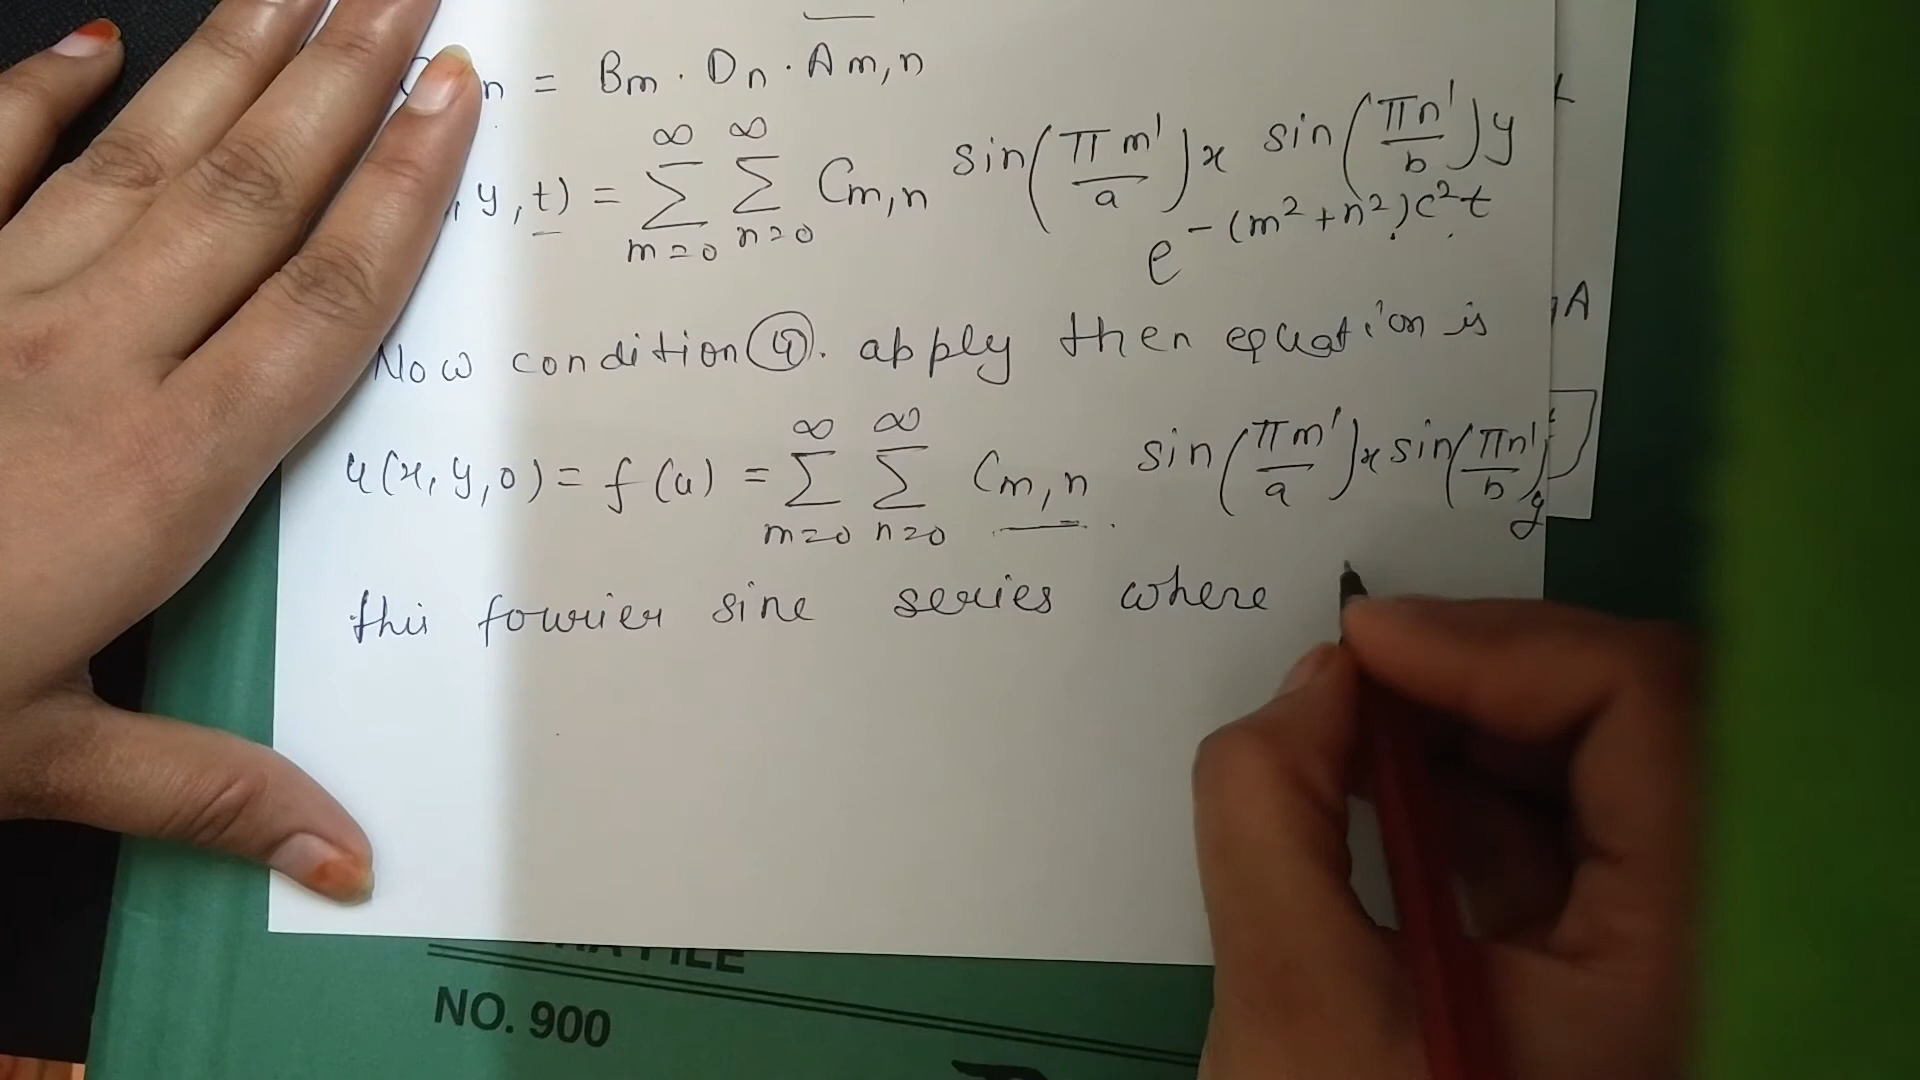 n = Bm · Dn · Am,n
y, t) = ∞ Σ m=0 ∞ Σ n=0 Cm,n sin(πm'/a)x sin(πn'/b)y
e^-(m²+n²)c²t
Now condition ④. apply then equation is
u(x, y, 0) = f(u) = ∞ Σ m=0 ∞ Σ n=0 Cm,n sin(πm'/a)x sin(πn'/b)y
this fourier sine series where
A
FILE
NO. 900